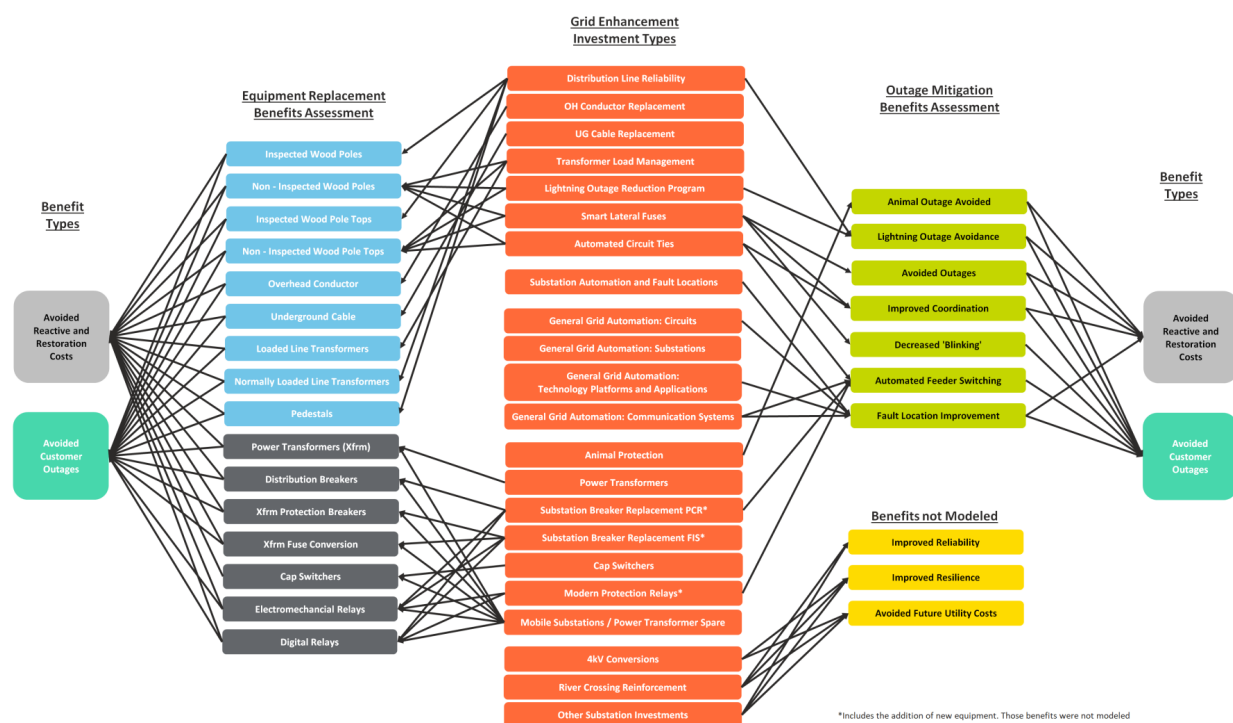 Grid Enhancement
Investment Types
Equipment Replacement
Benefits Assessment
Outage Mitigation
Benefits Assessment
Benefit
Types
Benefit
Types
Avoided
Reactive and
Restoration
Costs
Avoided
Customer
Outages
Inspected Wood Poles
Non - Inspected Wood Poles
Inspected Wood Pole Tops
Non - Inspected Wood Pole Tops
Overhead Conductor
Underground Cable
Loaded Line Transformers
Normally Loaded Line Transformers
Pedestals
Power Transformers (Xfrm)
Distribution Breakers
Xfrm Protection Breakers
Xfrm Fuse Conversion
Cap Switchers
Electromechancial Relays
Digital Relays
Distribution Line Reliability
OH Conductor Replacement
UG Cable Replacement
Transformer Load Management
Lightning Outage Reduction Program
Smart Lateral Fuses
Automated Circuit Ties
Substation Automation and Fault Locations
General Grid Automation: Circuits
General Grid Automation: Substations
General Grid Automation:
Technology Platforms and Applications
General Grid Automation: Communication Systems
Animal Protection
Power Transformers
Substation Breaker Replacement PCR*
Substation Breaker Replacement FIS*
Cap Switchers
Modern Protection Relays*
Mobile Substations / Power Transformer Spare
4kV Conversions
River Crossing Reinforcement
Other Substation Investments
Animal Outage Avoided
Lightning Outage Avoidance
Avoided Outages
Improved Coordination
Decreased 'Blinking'
Automated Feeder Switching
Fault Location Improvement
Benefits not Modeled
Improved Reliability
Improved Resilience
Avoided Future Utility Costs
Avoided
Reactive and
Restoration
Costs
Avoided
Customer
Outages
*Includes the addition of new equipment. Those benefits were not modeled